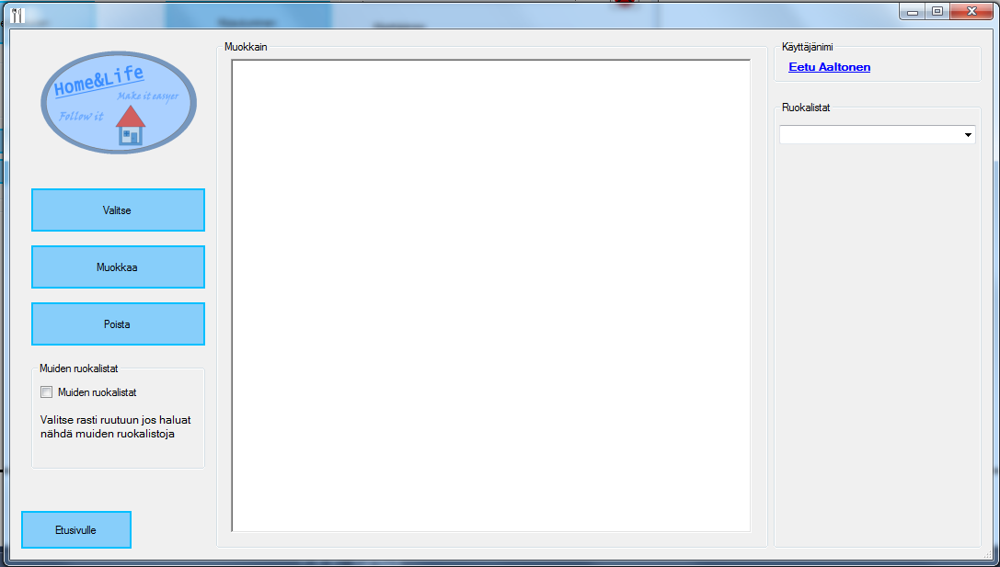 Home&Life
Make it easyer
Follow it
Valitse
Muokkaa
Poista
Muiden ruokalistat
Muiden ruokalistat
Valitse rasti ruutuun jos haluat
nähdä muiden ruokalistoja
Etusivulle
Muokkain
Käyttäjänimi
Eetu Aaltonen
Ruokalistat